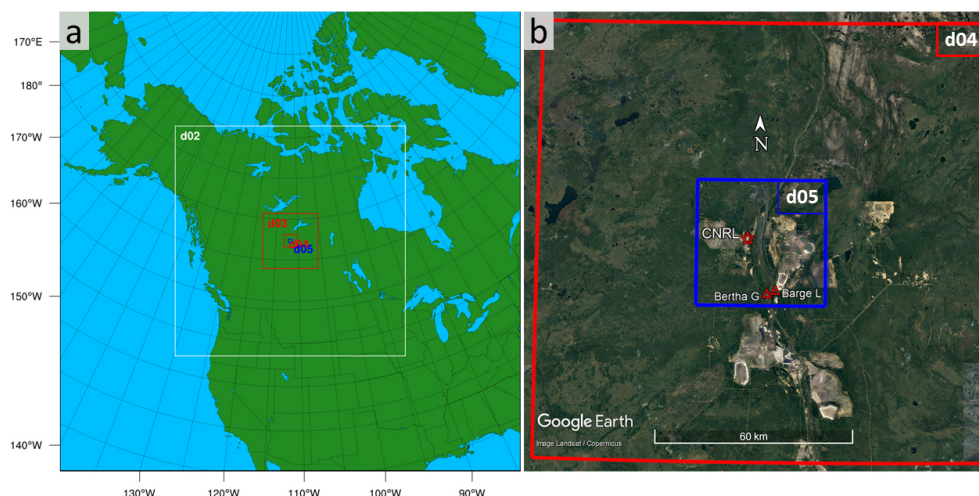 a
170°E
180°
170°W
160°W
150°W
140°W
130°W 120°W 110°W 100°W 90°W
d02
d03
d05
b
d04
N
d05
CNRL
Bertha G
Barge L
Google Earth
Image Landsat / Copernicus
60 km